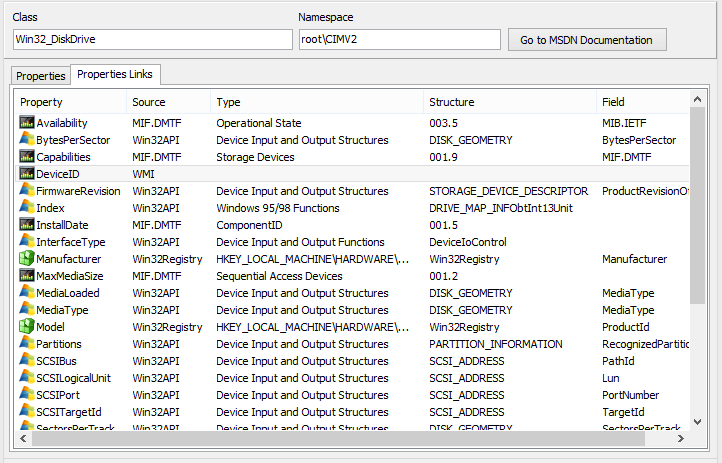 Class Namespace
Win32_DiskDrive root\CIMV2 Go to MSDN Documentation
Properties Properties Links
Property Source Type Structure Field
Availability MIF.DMTF Operational State 003.5 MIB.IETF
BytesPerSector Win32API Device Input and Output Structures DISK_GEOMETRY BytesPerSector
Capabilities MIF.DMTF Storage Devices 001.9 MIF.DMTF
DeviceID WMI
FirmwareRevision Win32API Device Input and Output Structures STORAGE_DEVICE_DESCRIPTOR ProductRevisionOf
Index Win32API Windows 95/98 Functions DRIVE_MAP_INFObtInt13Unit
InstallDate MIF.DMTF ComponentID 001.5
InterfaceType Win32API Device Input and Output Functions DeviceIoControl
Manufacturer Win32Registry HKEY_LOCAL_MACHINE\HARDWARE\... Win32Registry Manufacturer
MaxMediaSize MIF.DMTF Sequential Access Devices 001.2
MediaLoaded Win32API Device Input and Output Structures DISK_GEOMETRY MediaType
MediaType Win32API Device Input and Output Structures DISK_GEOMETRY MediaType
Model Win32Registry HKEY_LOCAL_MACHINE\HARDWARE\... Win32Registry ProductId
Partitions Win32API Device Input and Output Structures PARTITION_INFORMATION RecognizedPartitio
SCSIBus Win32API Device Input and Output Structures SCSI_ADDRESS PathId
SCSILogicalUnit Win32API Device Input and Output Structures SCSI_ADDRESS Lun
SCSIPort Win32API Device Input and Output Structures SCSI_ADDRESS PortNumber
SCSITargetId Win32API Device Input and Output Structures SCSI_ADDRESS TargetId
SectorsPerTrack Win32API Device Input and Output Structures DISK_GEOMETRY SectorsPerTrack